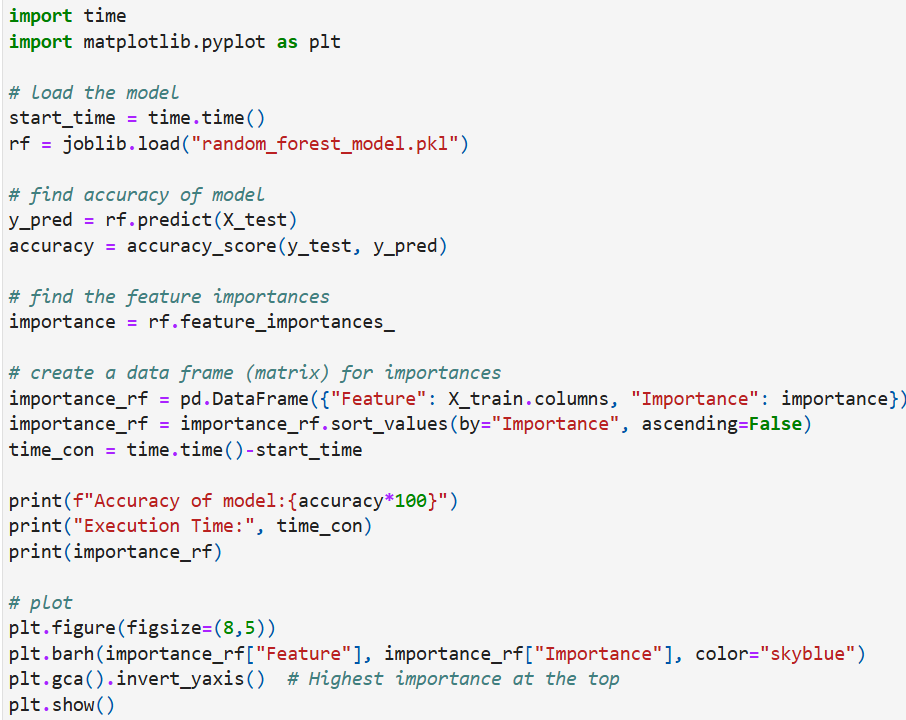 import time
import matplotlib.pyplot as plt
# load the model
start_time = time.time()
rf = joblib.load("random_forest_model.pkl")
# find accuracy of model
y_pred = rf.predict(X_test)
accuracy = accuracy_score(y_test, y_pred)
# find the feature importances
importance = rf.feature_importances_
# create a data frame (matrix) for importances
importance_rf = pd.DataFrame({"Feature": X_train.columns, "Importance": importance})
importance_rf = importance_rf.sort_values(by="Importance", ascending=False)
time_con = time.time()-start_time
print(f"Accuracy of model:{accuracy*100}")
print("Execution Time:", time_con)
print(importance_rf)
# plot
plt.figure(figsize=(8,5))
plt.barh(importance_rf["Feature"], importance_rf["Importance"], color="skyblue")
plt.gca().invert_yaxis()  # Highest importance at the top
plt.show()